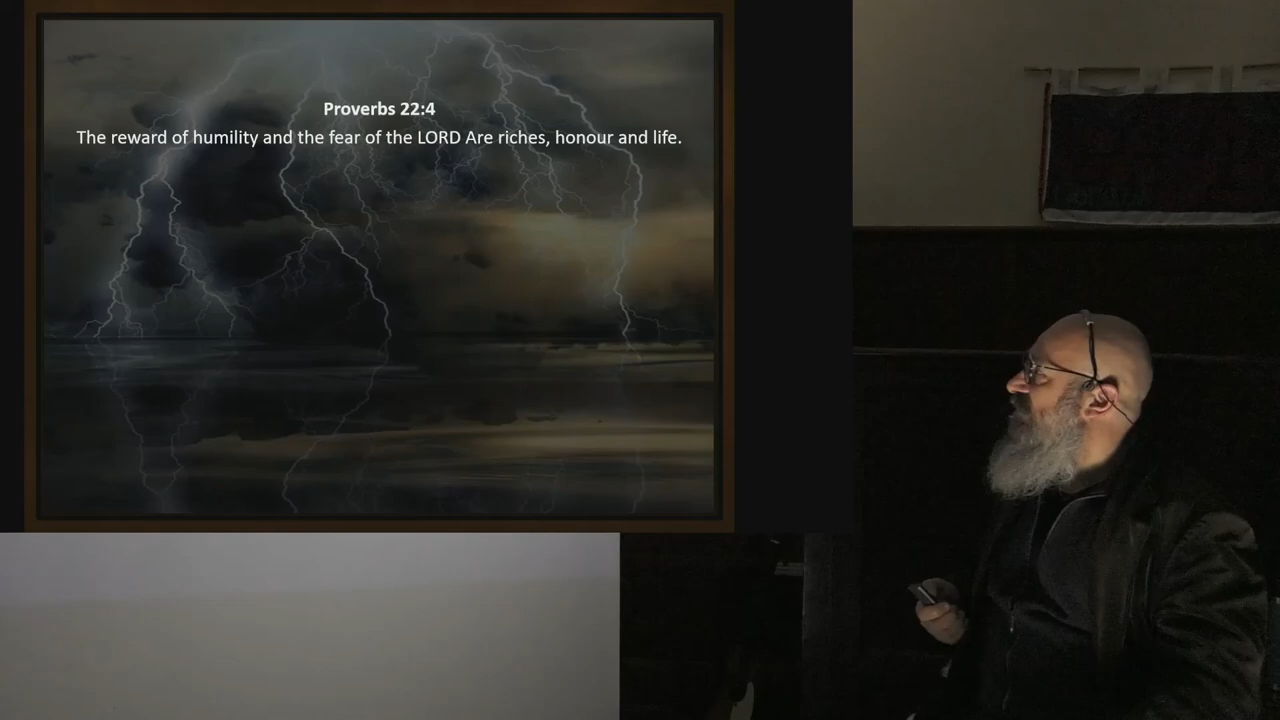 Proverbs 22:4
The reward of humility and the fear of the LORD Are riches, honour and life.